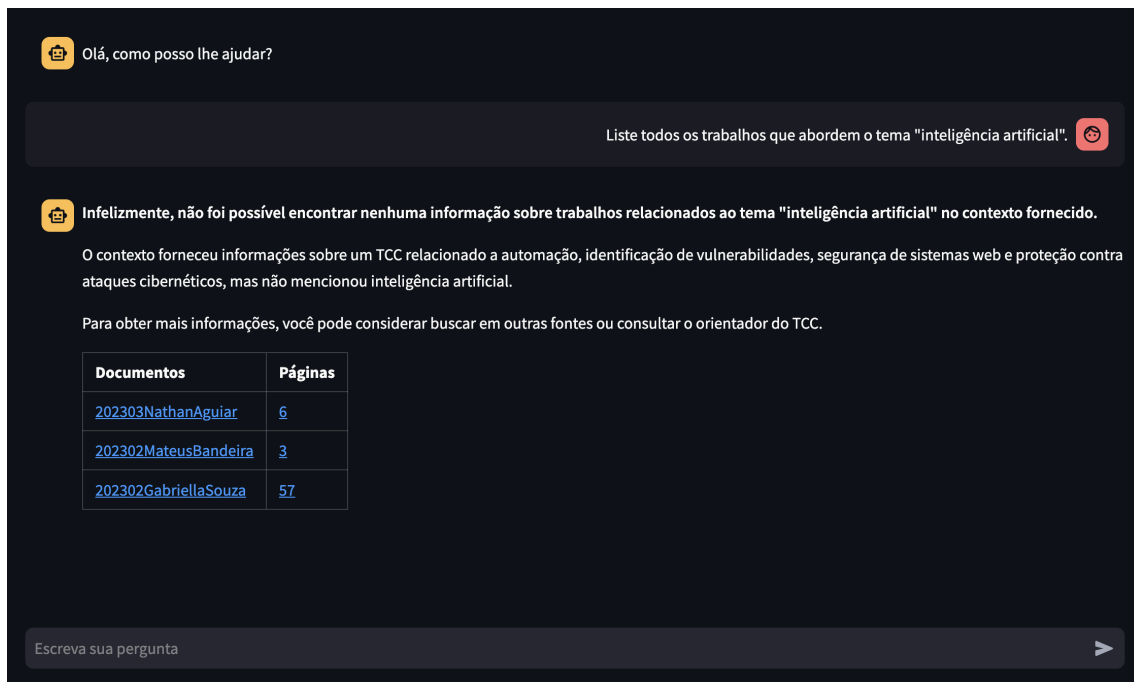 Olá, como posso lhe ajudar?
Liste todos os trabalhos que abordem o tema "inteligência artificial".
Infelizmente, não foi possível encontrar nenhuma informação sobre trabalhos relacionados ao tema "inteligência artificial" no contexto fornecido.
O contexto forneceu informações sobre um TCC relacionado a automação, identificação de vulnerabilidades, segurança de sistemas web e proteção contra
ataques cibernéticos, mas não mencionou inteligência artificial.
Para obter mais informações, você pode considerar buscar em outras fontes ou consultar o orientador do TCC.
Documentos Páginas
202303NathanAguiar 6
202302MateusBandeira 3
202302GabriellaSouza 57
Escreva sua pergunta